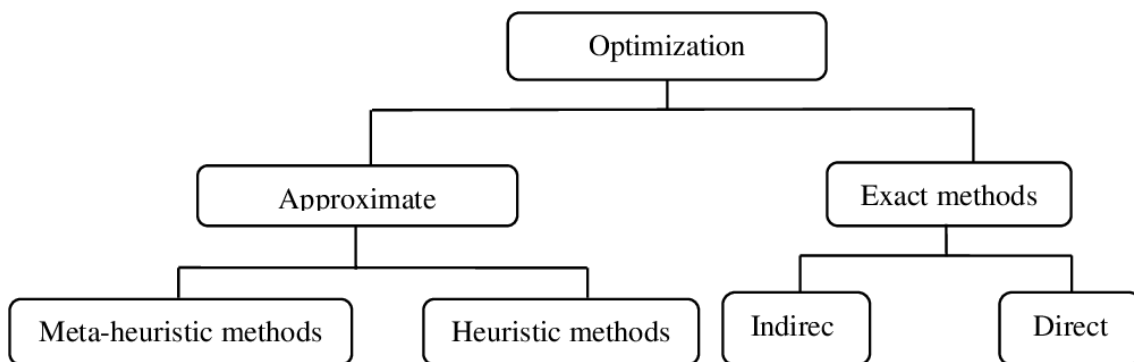 Optimization
Approximate
Exact methods
Meta-heuristic methods
Heuristic methods
Indirec
Direct